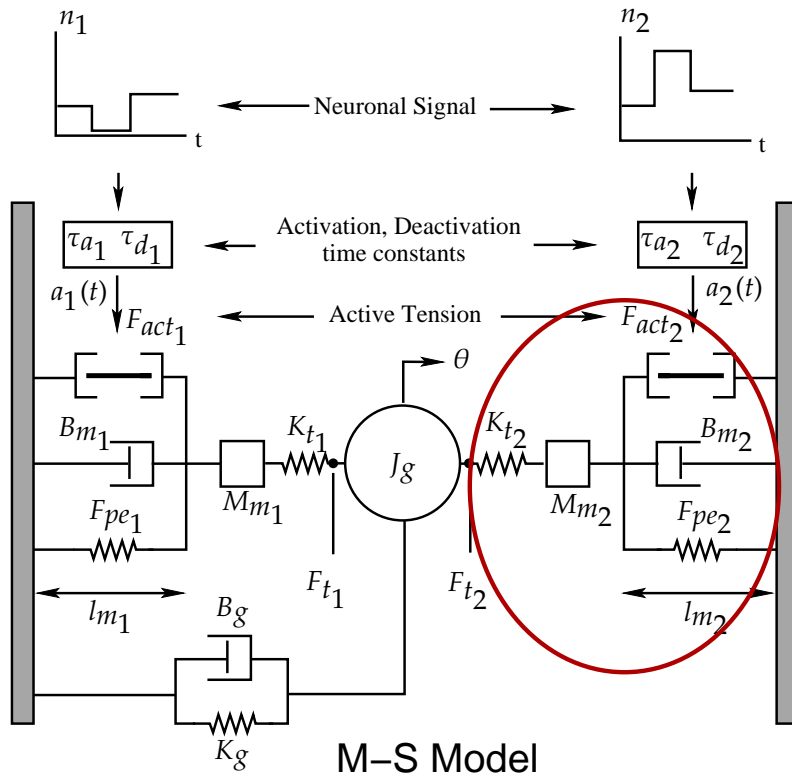 n1
n2
Neuronal Signal
t
t
τa1 τd1
Activation, Deactivation
time constants
τa2 τd2
a1(t)
a2(t)
Fact1
Active Tension
Fact2
θ
Bm1
Kt1
Jg
Kt2
Bm2
Mm1
Mm2
Fpe1
Fpe2
Ft1
Ft2
lm1
lm2
Bg
Kg
M–S Model